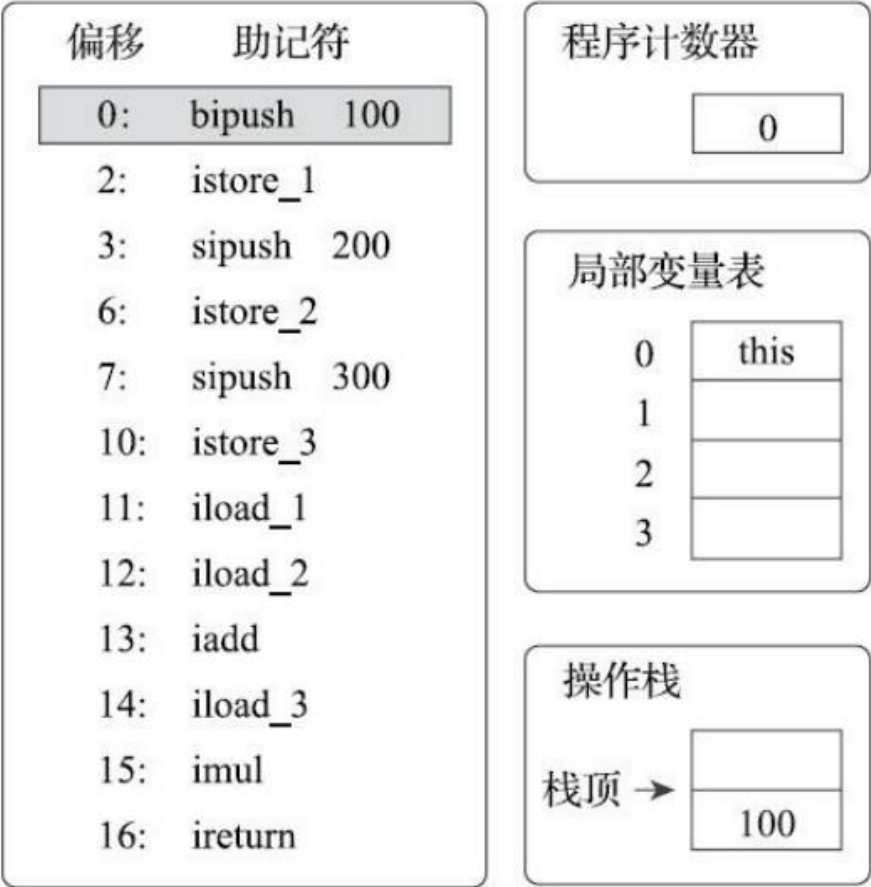 偏移 助记符
0: bipush 100
2: istore_1
3: sipush 200
6: istore_2
7: sipush 300
10: istore_3
11: iload_1
12: iload_2
13: iadd
14: iload_3
15: imul
16: ireturn
程序计数器
0
局部变量表
0 this
1
2
3
操作栈
栈顶
100